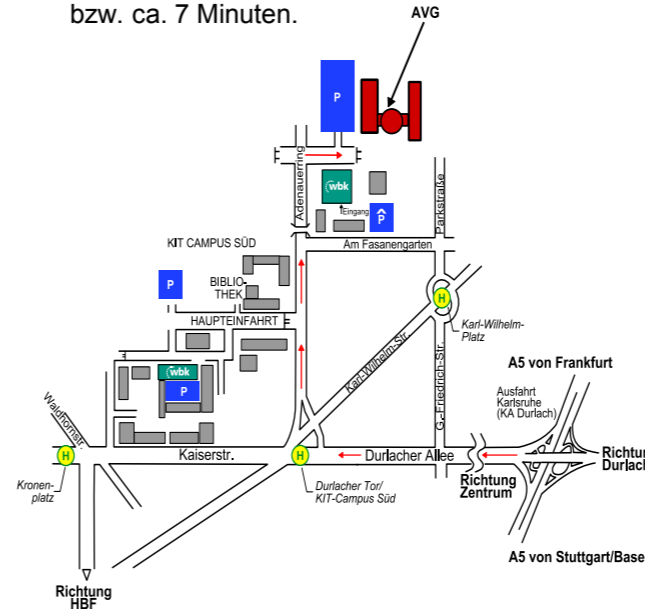 bzw. ca. 7 Minuten.
AVG
P
Adenauerring
wbk
Eingang
P
Parkstraße
KIT CAMPUS SÜD
Am Fasanengarten
BIBLIO-
THEK
P
H
HAUPTEINFAHRT
Karl-Wilhelm-
Platz
Karl-Wilhelm-Str.
G.-Friedrich-Str.
A5 von Frankfurt
wbk
P
Ausfahrt
Karlsruhe
(KA Durlach)
Waldhornstr.
H
Kaiserstr.
H
Durlacher Allee
Richtung
Zentrum
Richtu
Durlac
Kronen-
platz
Durlacher Tor/
KIT-Campus Süd
A5 von Stuttgart/Base
Richtung
HBF